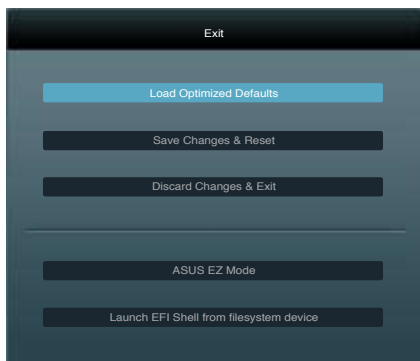 Exit
Load Optimized Defaults
Save Changes & Reset
Discard Changes & Exit
ASUS EZ Mode
Launch EFI Shell from filesystem device